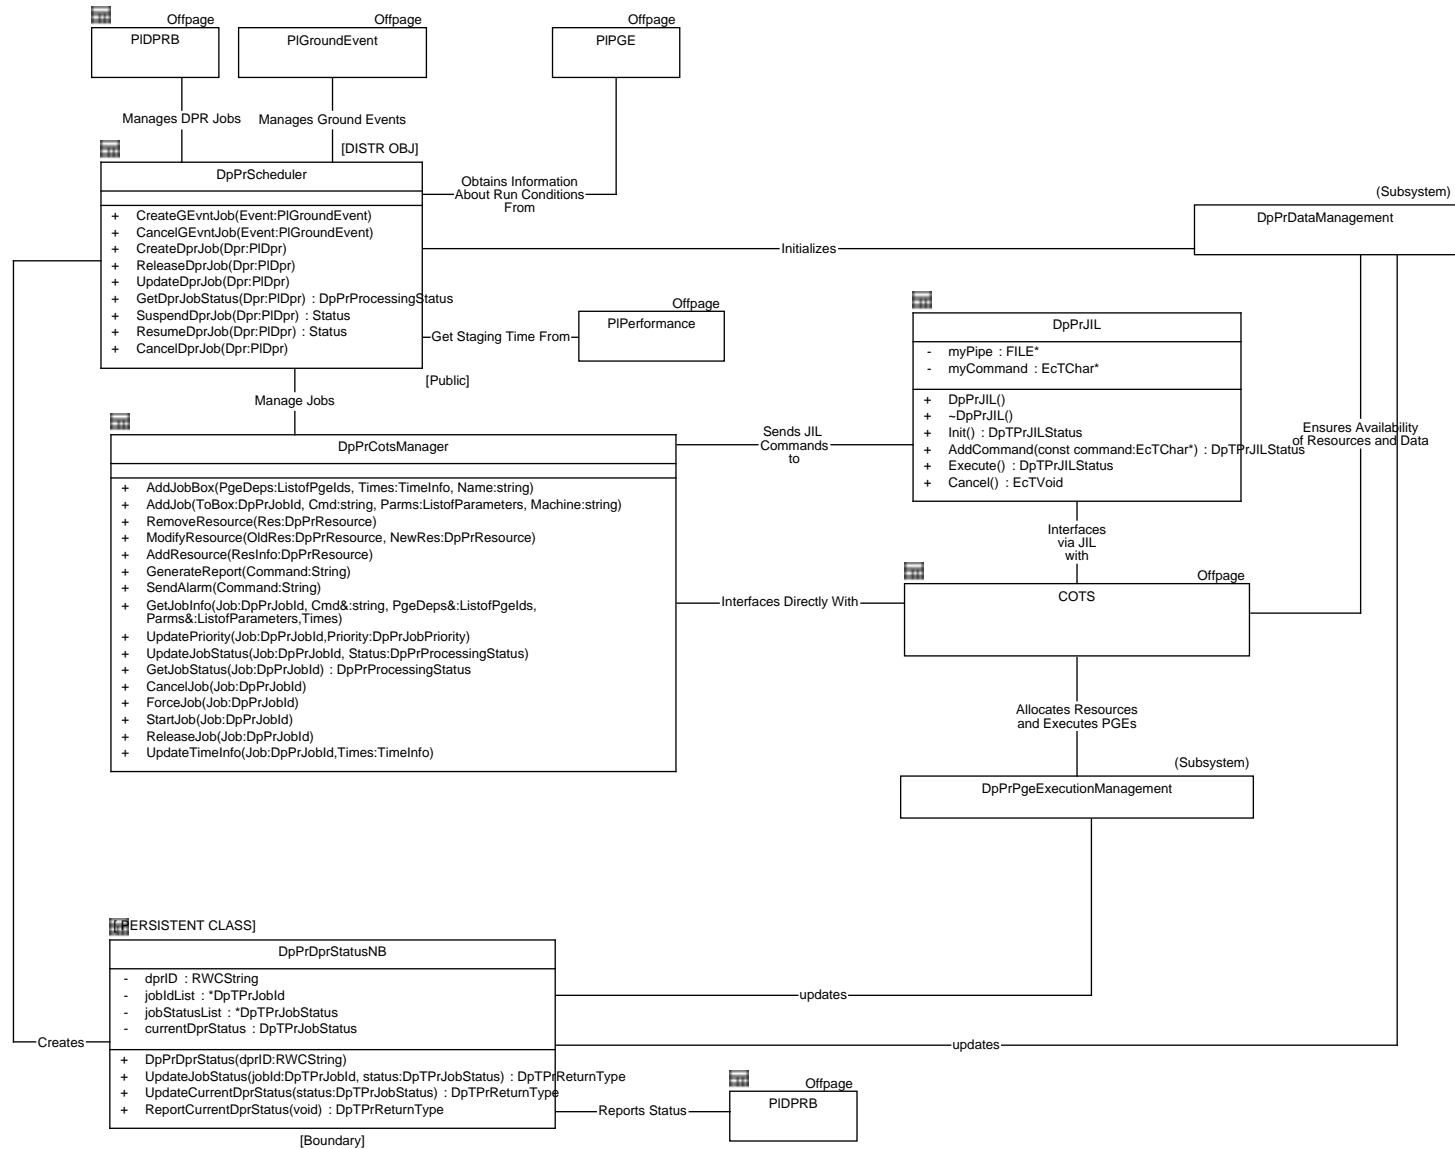 Offpage
PlDPRB
Offpage
PlGroundEvent
Offpage
PlPGE
Manages DPR Jobs
Manages Ground Events
[DISTR OBJ]
DpPrScheduler
+ CreateGEvntJob(Event:PlGroundEvent)
+ CancelGEvntJob(Event:PlGroundEvent)
+ CreateDprJob(Dpr:PlDpr)
+ ReleaseDprJob(Dpr:PlDpr)
+ UpdateDprJob(Dpr:PlDpr)
+ GetDprJobStatus(Dpr:PlDpr) : DpPrProcessingStatus
+ SuspendDprJob(Dpr:PlDpr) : Status
+ ResumeDprJob(Dpr:PlDpr) : Status
+ CancelDprJob(Dpr:PlDpr)
[Public]
Obtains Information
About Run Conditions
From
(Subsystem)
DpPrDataManagement
Initializes
Get Staging Time From
Offpage
PlPerformance
DpPrJIL
- myPipe : FILE*
- myCommand : EcTChar*
+ DpPrJIL()
+ ~DpPrJIL()
+ Init() : DpTPrJILStatus
+ AddCommand(const command:EcTChar*) : DpTPrJILStatus
+ Execute() : DpTPrJILStatus
+ Cancel() : EcTVoid
Ensures Availability
of Resources and Data
Manage Jobs
DpPrCotsManager
+ AddJobBox(PgeDeps:ListofPgeIds, Times:TimeInfo, Name:string)
+ AddJob(ToBox:DpPrJobId, Cmd:string, Parms:ListofParameters, Machine:string)
+ RemoveResource(Res:DpPrResource)
+ ModifyResource(OldRes:DpPrResource, NewRes:DpPrResource)
+ AddResource(ResInfo:DpPrResource)
+ GenerateReport(Command:String)
+ SendAlarm(Command:String)
+ GetJobInfo(Job:DpPrJobId, Cmd&:string, PgeDeps&:ListofPgeIds,
Parms&:ListofParameters,Times)
+ UpdatePriority(Job:DpPrJobId,Priority:DpPrJobPriority)
+ UpdateJobStatus(Job:DpPrJobId, Status:DpPrProcessingStatus)
+ GetJobStatus(Job:DpPrJobId) : DpPrProcessingStatus
+ CancelJob(Job:DpPrJobId)
+ ForceJob(Job:DpPrJobId)
+ StartJob(Job:DpPrJobId)
+ ReleaseJob(Job:DpPrJobId)
+ UpdateTimeInfo(Job:DpPrJobId,Times:TimeInfo)
Sends JIL
Commands
to
Interfaces
via JIL
with
Interfaces Directly With
Offpage
COTS
Allocates Resources
and Executes PGEs
(Subsystem)
DpPrPgeExecutionManagement
[PERSISTENT CLASS]
DpPrDprStatusNB
- dprID : RWCString
- jobIdList : *DpTPrJobId
- jobStatusList : *DpTPrJobStatus
- currentDprStatus : DpTPrJobStatus
+ DpPrDprStatus(dprID:RWCString)
+ UpdateJobStatus(jobId:DpTPrJobId, status:DpTPrJobStatus) : DpTPrReturnType
+ UpdateCurrentDprStatus(status:DpTPrJobStatus) : DpTPrReturnType
+ ReportCurrentDprStatus(void) : DpTPrReturnType
[Boundary]
updates
Creates
updates
Reports Status
Offpage
PlDPRB